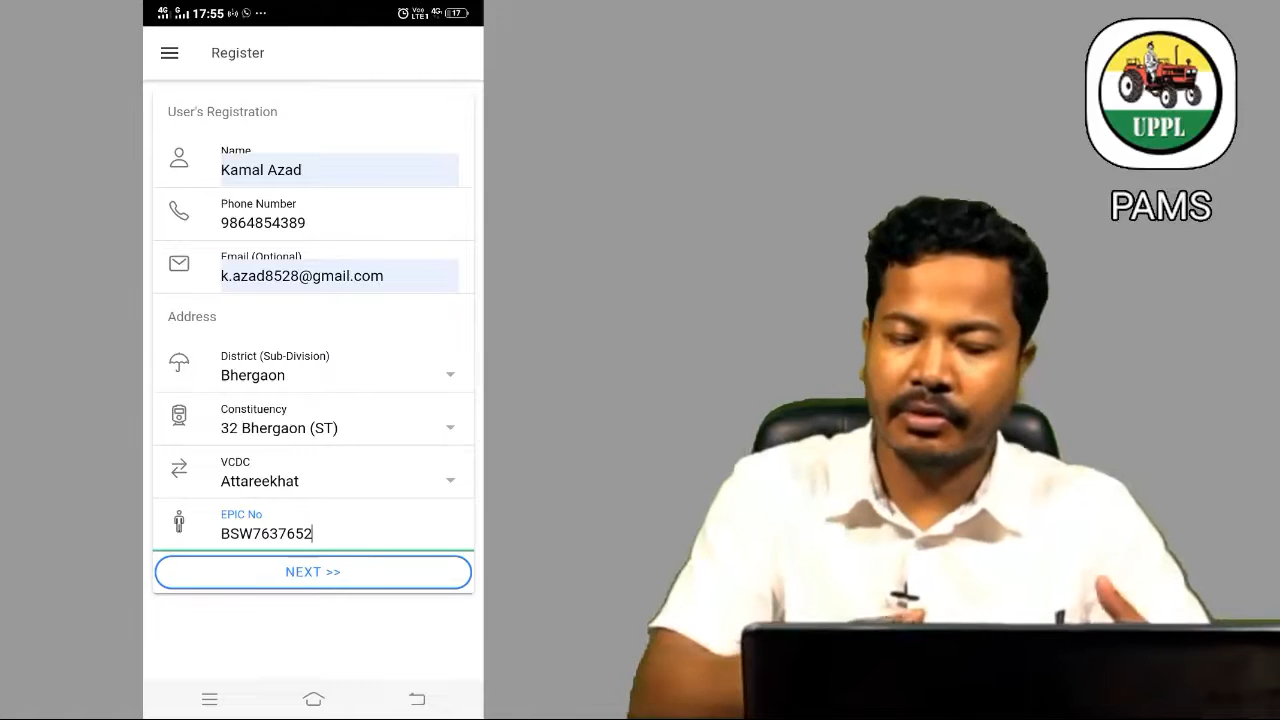 17:55
17
Register
User's Registration
Name
Kamal Azad
Phone Number
9864854389
Email (Optional)
k.azad8528@gmail.com
Address
District (Sub-Division)
Bhergaon
Constituency
32 Bhergaon (ST)
VCDC
Attareekhat
EPIC No
BSW7637652
NEXT >>
UPPL
PAMS